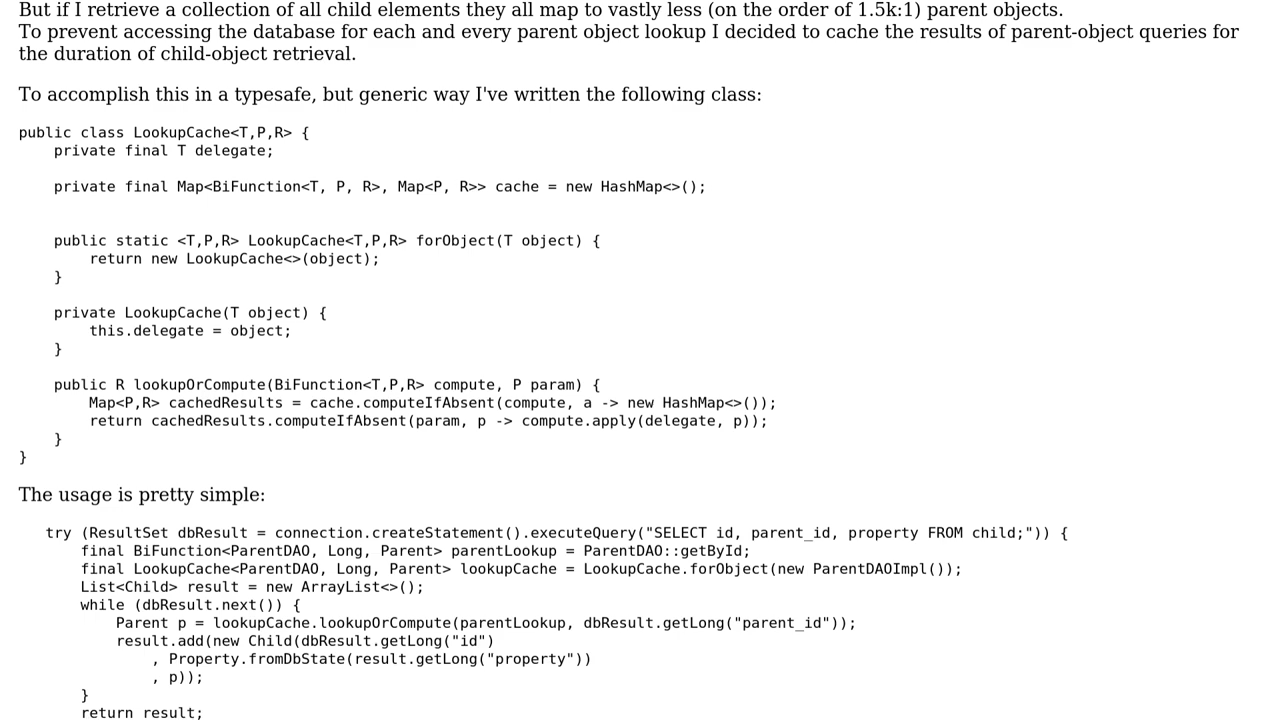 But if I retrieve a collection of all child elements they all map to vastly less (on the order of 1.5k:1) parent objects.
To prevent accessing the database for each and every parent object lookup I decided to cache the results of parent-object queries for
the duration of child-object retrieval.
To accomplish this in a typesafe, but generic way I've written the following class:
public class LookupCache<T,P,R> {
    private final T delegate;
    private final Map<BiFunction<T, P, R>, Map<P, R>> cache = new HashMap<>();
    public static <T,P,R> LookupCache<T,P,R> forObject(T object) {
        return new LookupCache<>(object);
    }
    private LookupCache(T object) {
        this.delegate = object;
    }
    public R lookupOrCompute(BiFunction<T,P,R> compute, P param) {
        Map<P,R> cachedResults = cache.computeIfAbsent(compute, a -> new HashMap<>());
        return cachedResults.computeIfAbsent(param, p -> compute.apply(delegate, p));
    }
}
The usage is pretty simple:
   try (ResultSet dbResult = connection.createStatement().executeQuery("SELECT id, parent_id, property FROM child;")) {
       final BiFunction<ParentDAO, Long, Parent> parentLookup = ParentDAO::getById;
       final LookupCache<ParentDAO, Long, Parent> lookupCache = LookupCache.forObject(new ParentDAOImpl());
       List<Child> result = new ArrayList<>();
       while (dbResult.next()) {
           Parent p = lookupCache.lookupOrCompute(parentLookup, dbResult.getLong("parent_id"));
           result.add(new Child(dbResult.getLong("id")
               , Property.fromDbState(result.getLong("property"))
               , p));
       }
       return result;